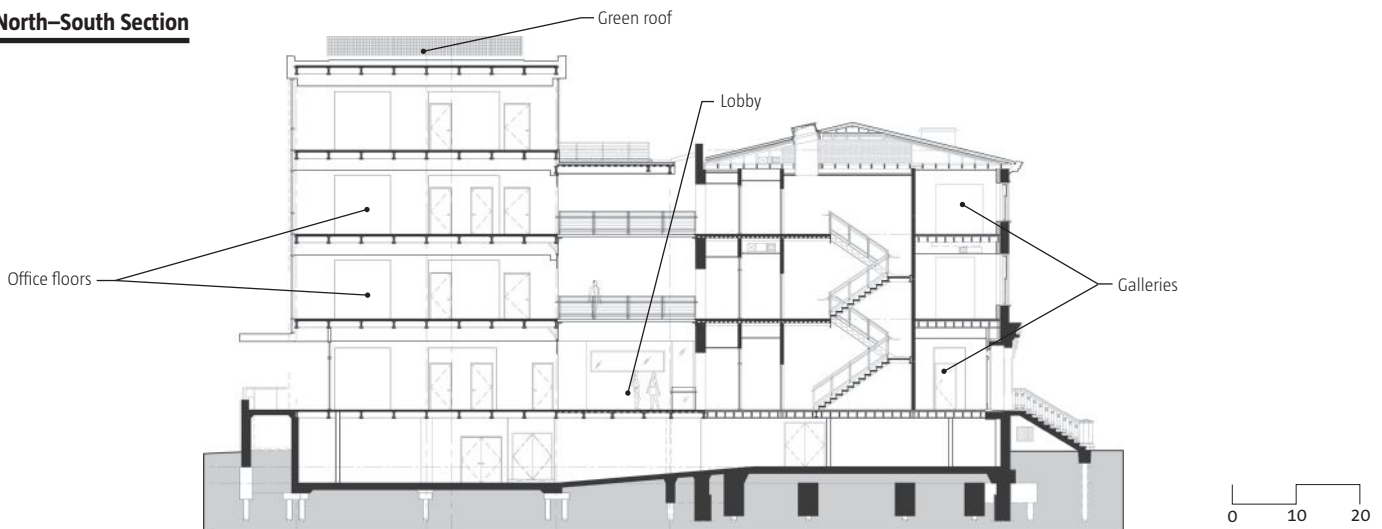 North–South Section
Green roof
Lobby
Office floors
Galleries
0 10 20